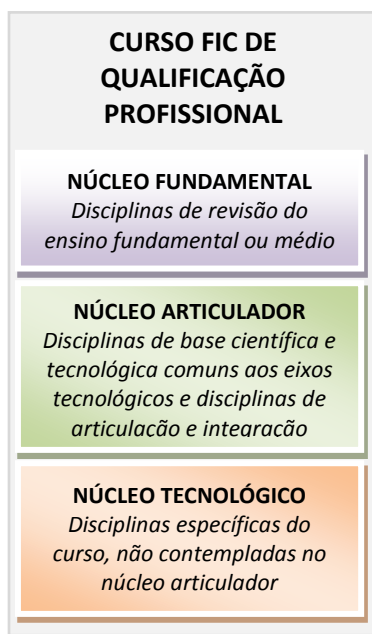 CURSO FIC DE
QUALIFICAÇÃO
PROFISSIONAL
NÚCLEO FUNDAMENTAL
Disciplinas de revisão do
ensino fundamental ou médio
NÚCLEO ARTICULADOR
Disciplinas de base científica e
tecnológica comuns aos eixos
tecnológicos e disciplinas de
articulação e integração
NÚCLEO TECNOLÓGICO
Disciplinas específicas do
curso, não contempladas no
núcleo articulador